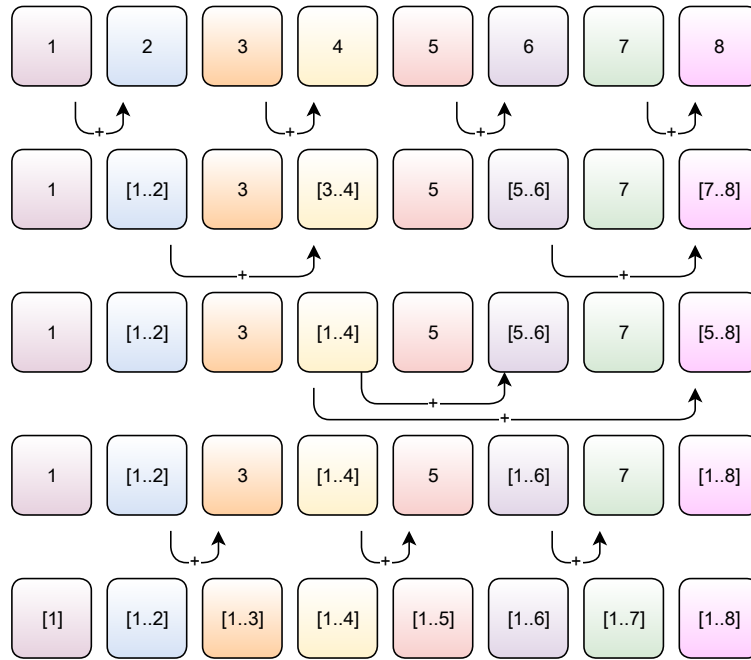 1 2 3 4 5 6 7 8
+ + + +
1 [1..2] 3 [3..4] 5 [5..6] 7 [7..8]
+ +
1 [1..2] 3 [1..4] 5 [5..6] 7 [5..8]
+
+
1 [1..2] 3 [1..4] 5 [1..6] 7 [1..8]
+ + +
[1] [1..2] [1..3] [1..4] [1..5] [1..6] [1..7] [1..8]